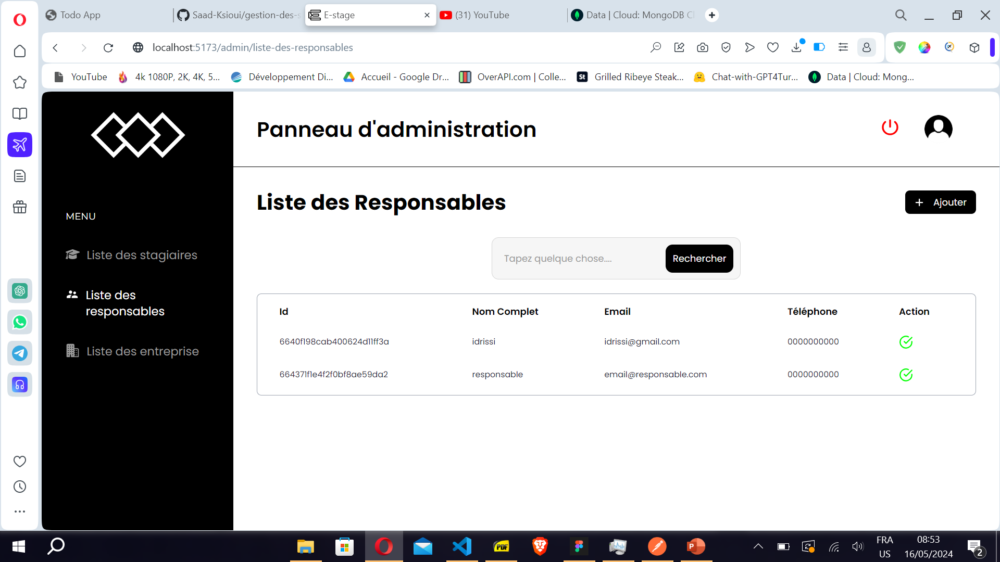 Todo App
Saad-Ksioui/gestion-des-s
E-stage
(31) YouTube
Data | Cloud: MongoDB Cl
localhost:5173/admin/liste-des-responsables
YouTube
4k 1080P, 2K, 4K, 5...
Développement Di...
Accueil - Google Dr...
OverAPI.com | Colle...
St
Grilled Ribeye Steak...
Chat-with-GPT4Tur...
Data | Cloud: Mong...
Panneau d'administration
Liste des Responsables
+ Ajouter
MENU
Liste des stagiaires
Liste des
responsables
Liste des entreprise
Tapez quelque chose....
Rechercher
Id Nom Complet Email Téléphone Action
6640f198cab400624d11ff3a idrissi idrissi@gmail.com 0000000000
664371f1e4f2f0bf8ae59da2 responsable email@responsable.com 0000000000
PDF
P
FRA
US
08:53
16/05/2024
2